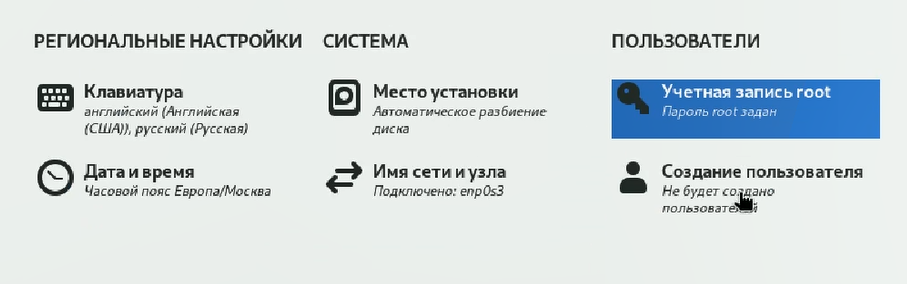 РЕГИОНАЛЬНЫЕ НАСТРОЙКИ
Клавиатура
английский (Английская
(США)), русский (Русская)
Дата и время
Часовой пояс Европа/Москва
СИСТЕМА
Место установки
Автоматическое разбиение
диска
Имя сети и узла
Подключено: enp0s3
ПОЛЬЗОВАТЕЛИ
Учетная запись root
Пароль root задан
Создание пользователя
Не будет создано
пользователей